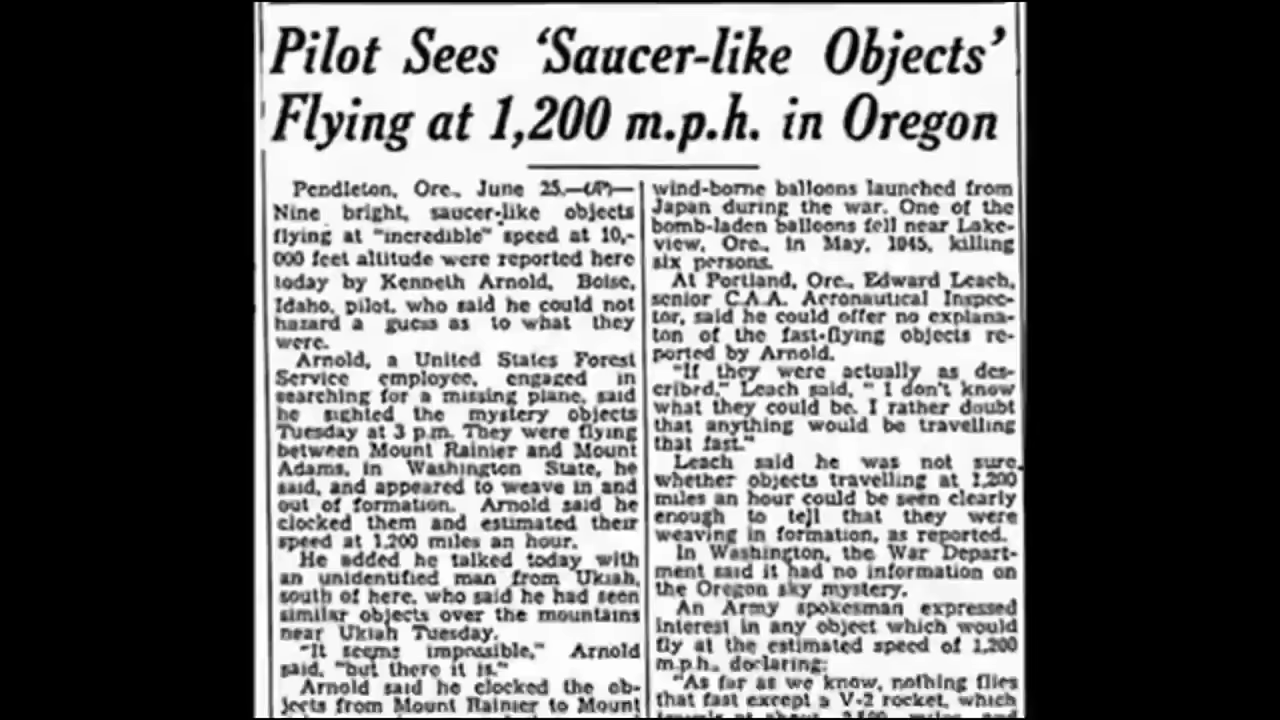 Pilot Sees ‘Saucer-like Objects’
Flying at 1,200 m.p.h. in Oregon
Pendleton, Ore., June 25.—(AP)—
Nine bright, saucer-like objects
flying at "incredible" speed at 10,-
000 feet altitude were reported here
today by Kenneth Arnold, Boise,
Idaho, pilot, who said he could not
hazard a guess as to what they
were.
Arnold, a United States Forest
Service employee, engaged in
searching for a missing plane, said
he sighted the mystery objects
Tuesday at 3 p.m. They were flying
between Mount Rainier and Mount
Adams, in Washington State, he
said, and appeared to weave in and
out of formation. Arnold said he
clocked them and estimated their
speed at 1,200 miles an hour.
He added he talked today with
an unidentified man from Ukiah,
south of here, who said he had seen
similar objects over the mountains
near Ukiah Tuesday.
"It seems impossible," Arnold
said, "but there it is."
Arnold said he clocked the ob-
jects from Mount Rainier to Mount
wind-borne balloons launched from
Japan during the war. One of the
bomb-laden balloons fell near Lake-
view, Ore., in May, 1945, killing
six persons.
At Portland, Ore., Edward Leach,
senior C.A.A. Aeronautical Inspec-
tor, said he could offer no explana-
ton of the fast-flying objects re-
ported by Arnold.
"If they were actually as des-
cribrd," Leach said, " I don't know
what they could be. I rather doubt
that anything would be travelling
that fast."
Leach said he was not sure,
whether objects travelling at 1,200
miles an hour could be seen clearly
enough to tell that they were
weaving in formation, as reported.
In Washington, the War Depart-
ment said it had no information on
the Oregon sky mystery.
An Army spokesman expressed
interest in any object which would
fly at the estimated speed of 1,200
m.p.h., declaring:
"As far as we know, nothing flies
that fast except a V-2 rocket, which